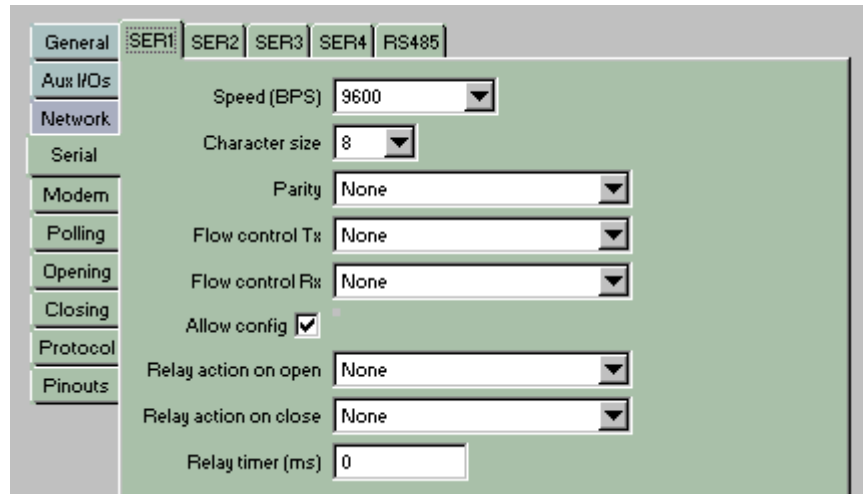 SER1 SER2 SER3 SER4 RS485
General
Aux I/Os
Network
Serial
Modem
Polling
Opening
Closing
Protocol
Pinouts
Speed (BPS) 9600
Character size 8
Parity None
Flow control Tx None
Flow control Rx None
Allow config
Relay action on open None
Relay action on close None
Relay timer (ms) 0